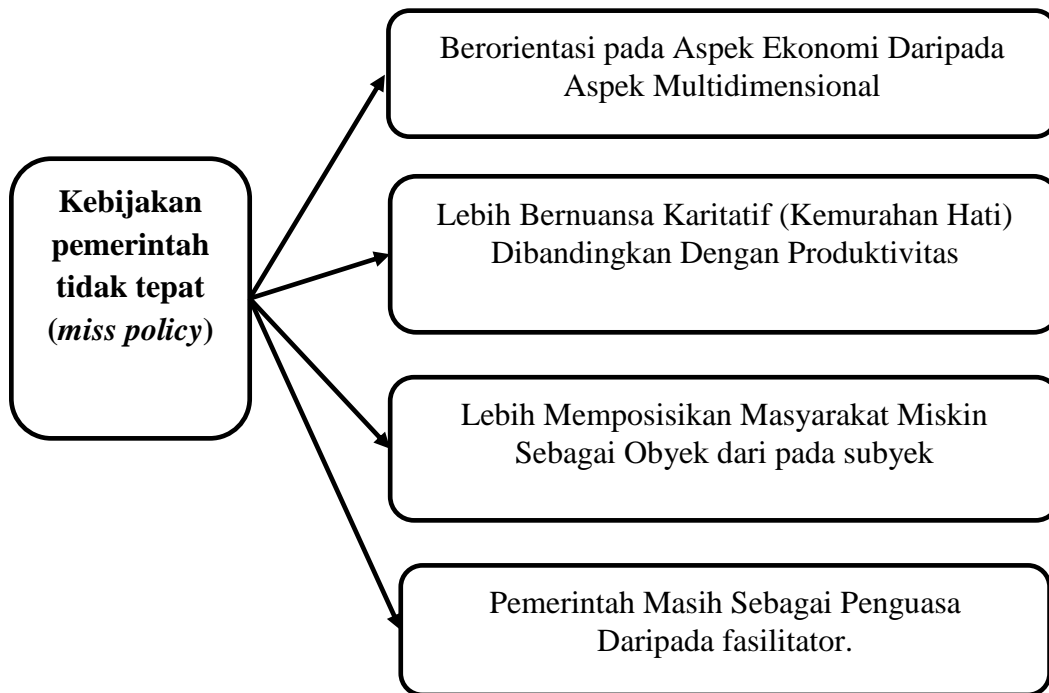 Berorientasi pada Aspek Ekonomi Daripada
Aspek Multidimensional
Kebijakan
pemerintah
tidak tepat
(miss policy)
Lebih Bernuansa Karitatif (Kemurahan Hati)
Dibandingkan Dengan Produktivitas
Lebih Memposisikan Masyarakat Miskin
Sebagai Obyek dari pada subyek
Pemerintah Masih Sebagai Penguasa
Daripada fasilitator.